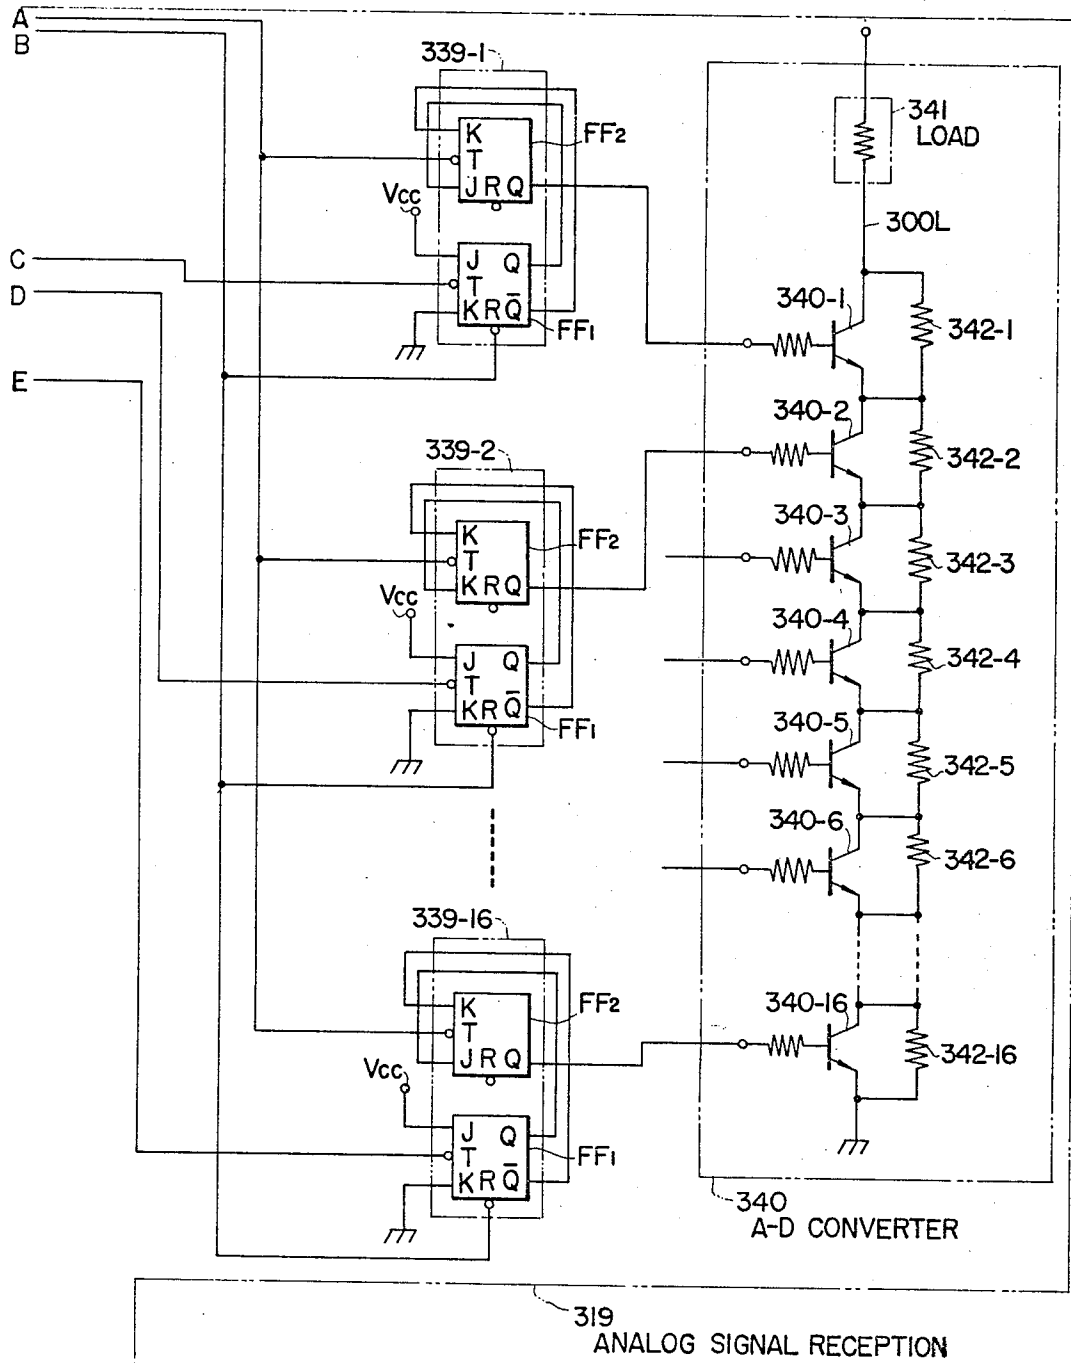 A
B
339-1
K
T
J R Q
FF2
Vcc
J Q
T
K R Q̅
FF1
C
D
E
341
LOAD
300L
340-1
342-1
339-2
K
T
K R Q
FF2
Vcc
J Q
T
K R Q̅
FF1
340-2
342-2
340-3
342-3
340-4
342-4
340-5
342-5
340-6
342-6
339-16
K
T
J R Q
FF2
Vcc
J Q
T
K R Q̅
FF1
340-16
342-16
340
A-D CONVERTER
319
ANALOG SIGNAL RECEPTION